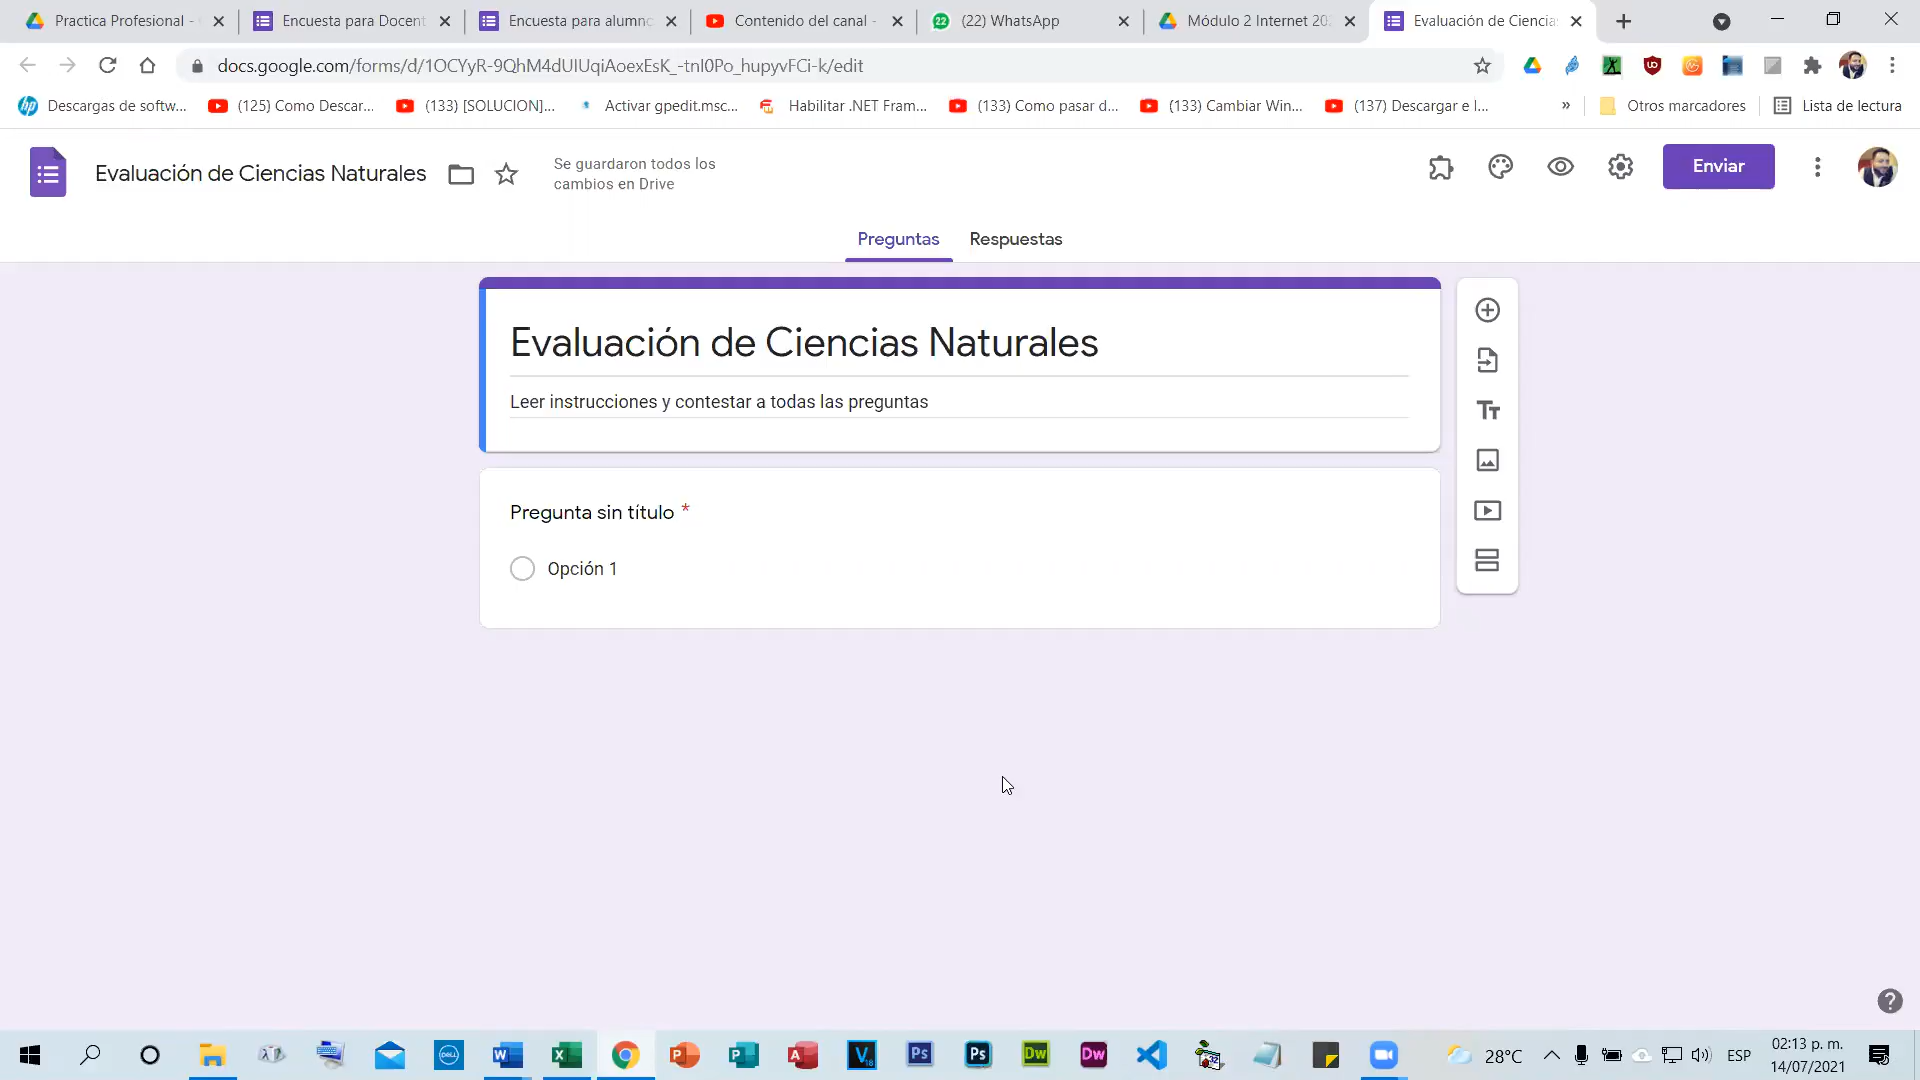 Practica Profesional -
Encuesta para Docent
Encuesta para alumno
Contenido del canal -
(22) WhatsApp
Módulo 2 Internet 202
Evaluación de Ciencia
docs.google.com/forms/d/1OCYyR-9QhM4dUIUqiAoexEsK_-tnI0Po_hupyvFCi-k/edit
Descargas de softw...
(125) Como Descar...
(133) [SOLUCION]...
Activar gpedit.msc...
Habilitar .NET Fram...
(133) Como pasar d...
(133) Cambiar Win...
(137) Descargar e I...
»
Otros marcadores
Lista de lectura
Evaluación de Ciencias Naturales
Se guardaron todos los
cambios en Drive
Enviar
Preguntas
Respuestas
Evaluación de Ciencias Naturales
Leer instrucciones y contestar a todas las preguntas
Pregunta sin título *
Opción 1
28°C
ESP
02:13 p. m.
14/07/2021